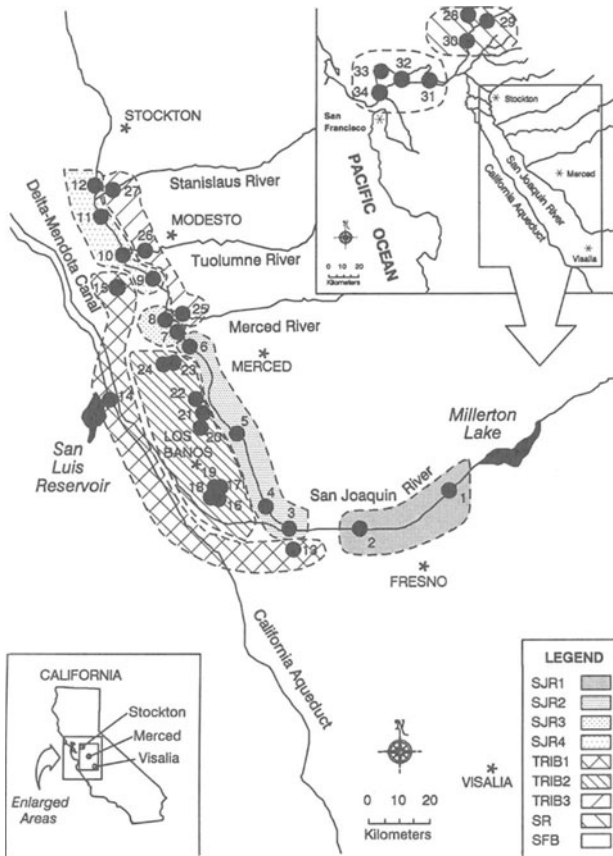 28
29
30
33
32
34
31
Stockton
San
Francisco
Merced
PACIFIC OCEAN
San Joaquin River
California Aqueduct
Visalia
N
0 10 20
Kilometers
STOCKTON
12
27
Stanislaus River
11
MODESTO
Delta-Mendota Canal
26
10
Tuolumne River
9
15
25
8
Merced River
7
6
MERCED
24
23
22
5
21
14
20
LOS
BANOS
San
Luis
Reservoir
Millerton
Lake
19
18
17
16
San Joaquin River
4
1
3
2
13
FRESNO
California Aqueduct
CALIFORNIA
Stockton
Merced
Visalia
Enlarged
Areas
N
0 10 20
Kilometers
VISALIA
LEGEND
SJR1
SJR2
SJR3
SJR4
TRIB1
TRIB2
TRIB3
SR
SFB